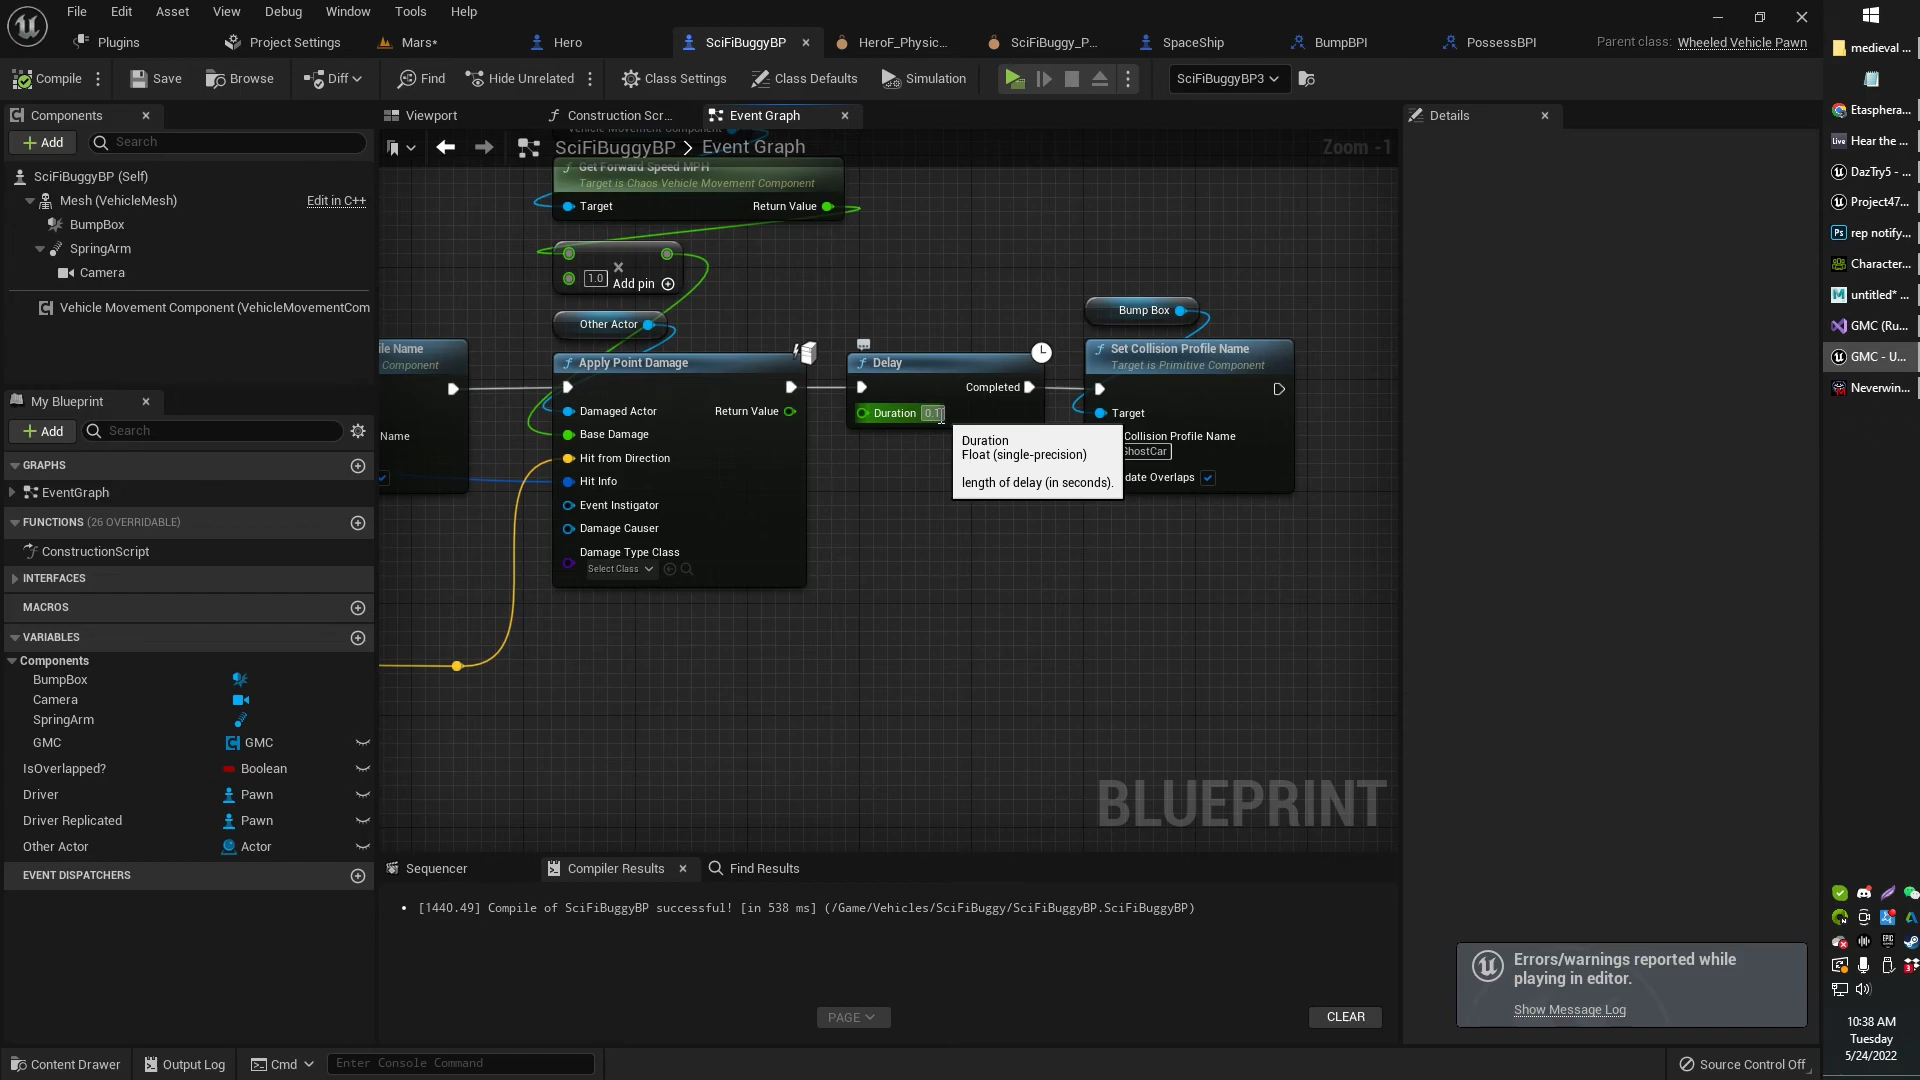 File Edit Asset View Debug Window Tools Help
Plugins Project Settings Mars* Hero SciFiBuggyBP HeroF_Physic... SciFiBuggy_P... SpaceShip BumpBPI PossessBPI Parent class: Wheeled Vehicle Pawn
Compile Save Browse Diff Find Hide Unrelated Class Settings Class Defaults Simulation SciFiBuggyBP3
Components
Add Search
SciFiBuggyBP (Self)
Mesh (VehicleMesh) Edit in C++
BumpBox
SpringArm
Camera
Vehicle Movement Component (VehicleMovementCom
My Blueprint
Add Search
GRAPHS
EventGraph
FUNCTIONS (26 OVERRIDABLE)
ConstructionScript
INTERFACES
MACROS
VARIABLES
Components
BumpBox
Camera
SpringArm
GMC GMC
IsOverlapped? Boolean
Driver Pawn
Driver Replicated Pawn
Other Actor Actor
EVENT DISPATCHERS
Viewport Construction Scr... Event Graph
Vehicle Movement Component
SciFiBuggyBP > Event Graph Zoom -1
Get Forward Speed MPH
Target is Chaos Vehicle Movement Component
Target Return Value
1.0 Add pin
Other Actor
ile Name
Component
Name
Apply Point Damage
Damaged Actor Return Value
Base Damage
Hit from Direction
Hit Info
Event Instigator
Damage Causer
Damage Type Class
Select Class
Delay
Completed
Duration 0.1
Duration
Float (single-precision)
length of delay (in seconds).
Bump Box
Set Collision Profile Name
Target is Primitive Component
Target
Collision Profile Name
GhostCar
date Overlaps
BLUEPRINT
Sequencer Compiler Results Find Results
[1440.49] Compile of SciFiBuggyBP successful! [in 538 ms] (/Game/Vehicles/SciFiBuggy/SciFiBuggyBP.SciFiBuggyBP)
PAGE CLEAR
Details
Errors/warnings reported while
playing in editor.
Show Message Log
Content Drawer Output Log Cmd Enter Console Command Source Control Off
medieval ...
Etasphera...
Hear the ...
DazTry5 - ...
Project47...
rep notify...
Character...
untitled* ...
GMC (Ru...
GMC - U...
Neverwin...
10:38 AM
Tuesday
5/24/2022